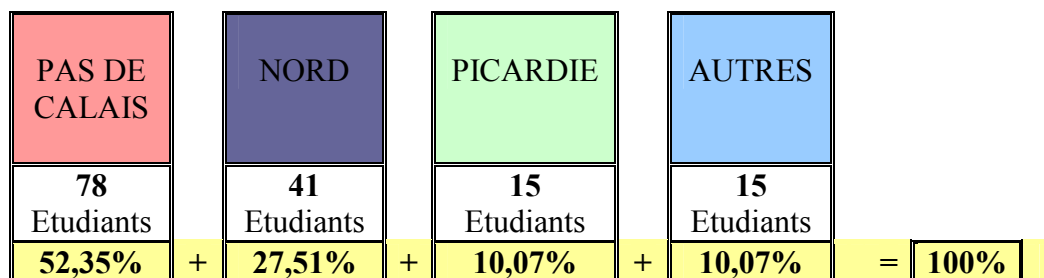 PAS DE CALAIS NORD PICARDIE AUTRES
78 41 15 15
Etudiants Etudiants Etudiants Etudiants
52,35% + 27,51% + 10,07% + 10,07% = 100%